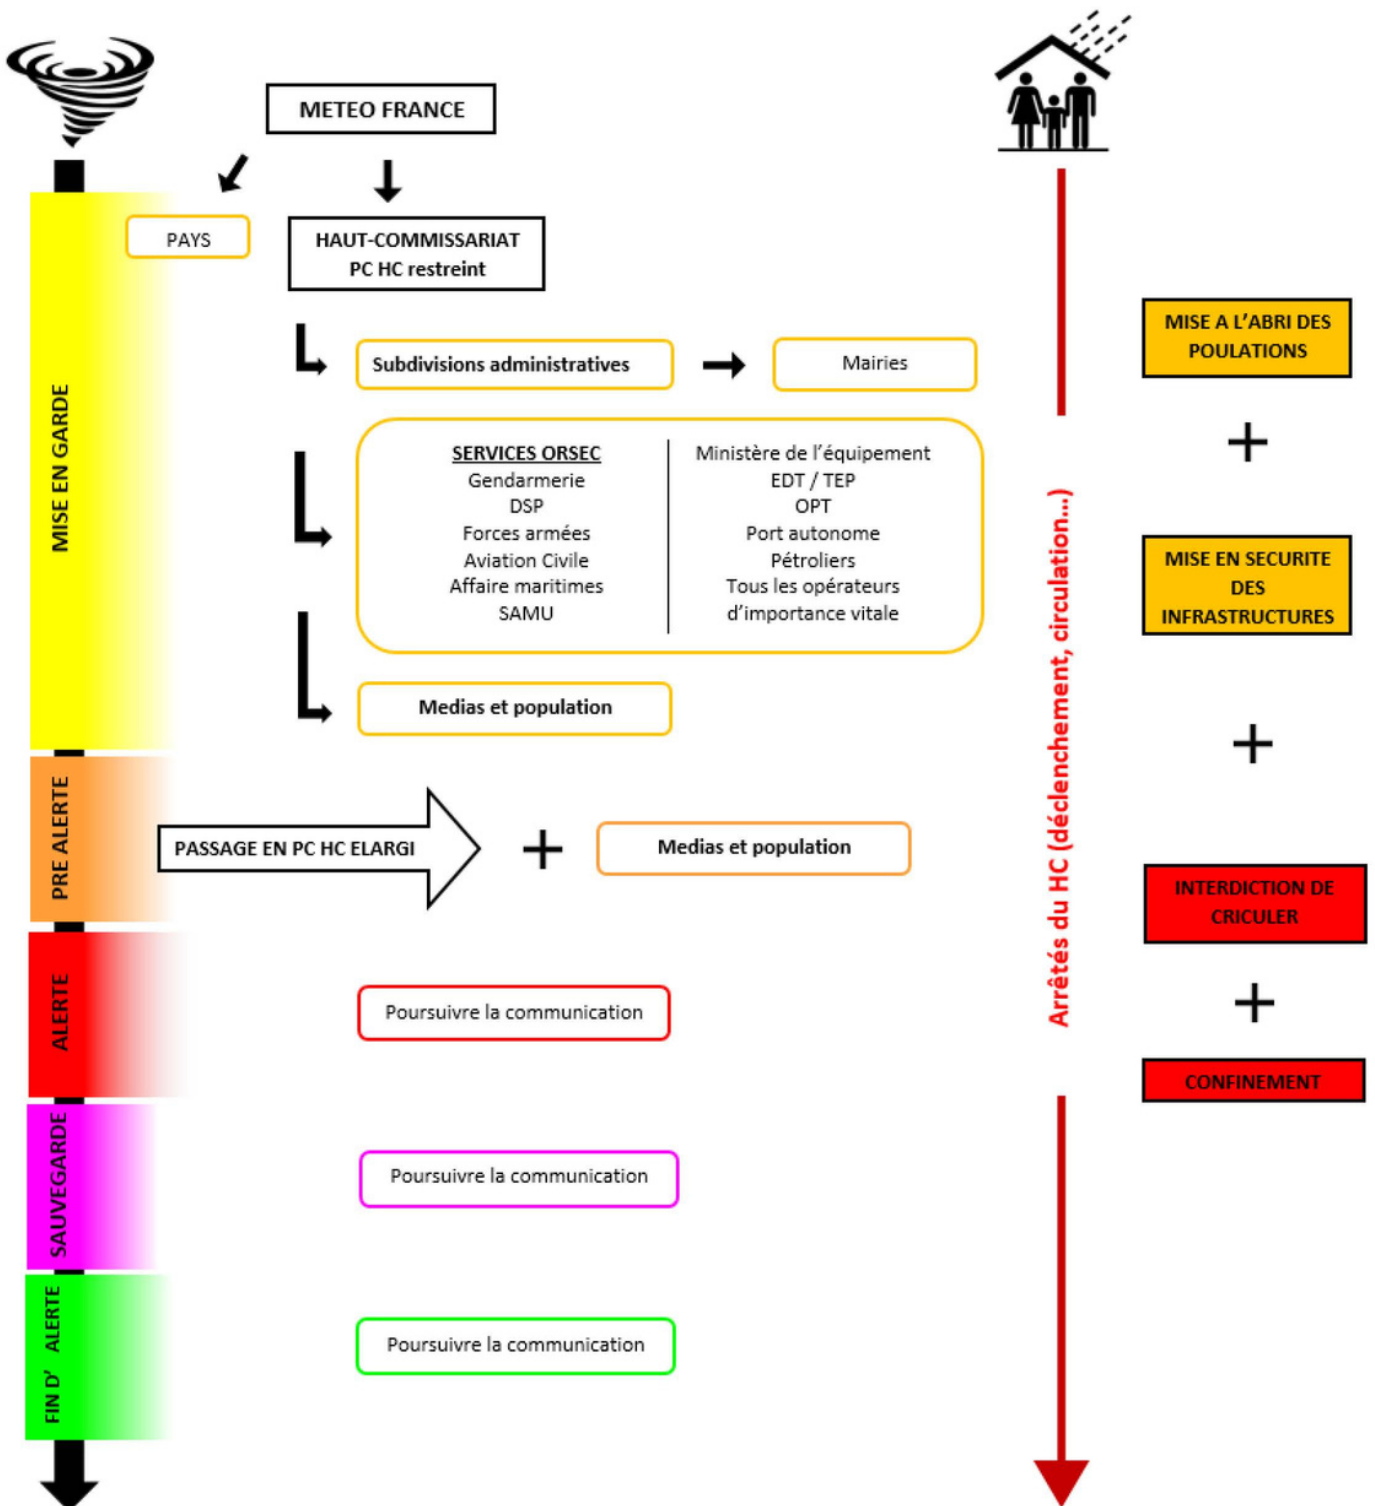 METEO FRANCE
PAYS
HAUT-COMMISSARIAT
PC HC restreint
MISE EN GARDE
Subdivisions administratives
Mairies
SERVICES ORSEC
Gendarmerie
DSP
Forces armées
Aviation Civile
Affaire maritimes
SAMU
Ministère de l'équipement
EDT / TEP
OPT
Port autonome
Pétroliers
Tous les opérateurs
d'importance vitale
Medias et population
PRE ALERTE
PASSAGE EN PC HC ELARGI
+
Medias et population
ALERTE
Poursuivre la communication
SAUVEGARDE
Poursuivre la communication
FIN D' ALERTE
Poursuivre la communication
Arrêtés du HC (déclenchement, circulation...)
MISE A L'ABRI DES
POULATIONS
+
MISE EN SECURITE
DES
INFRASTRUCTURES
+
INTERDICTION DE
CRICULER
+
CONFINEMENT